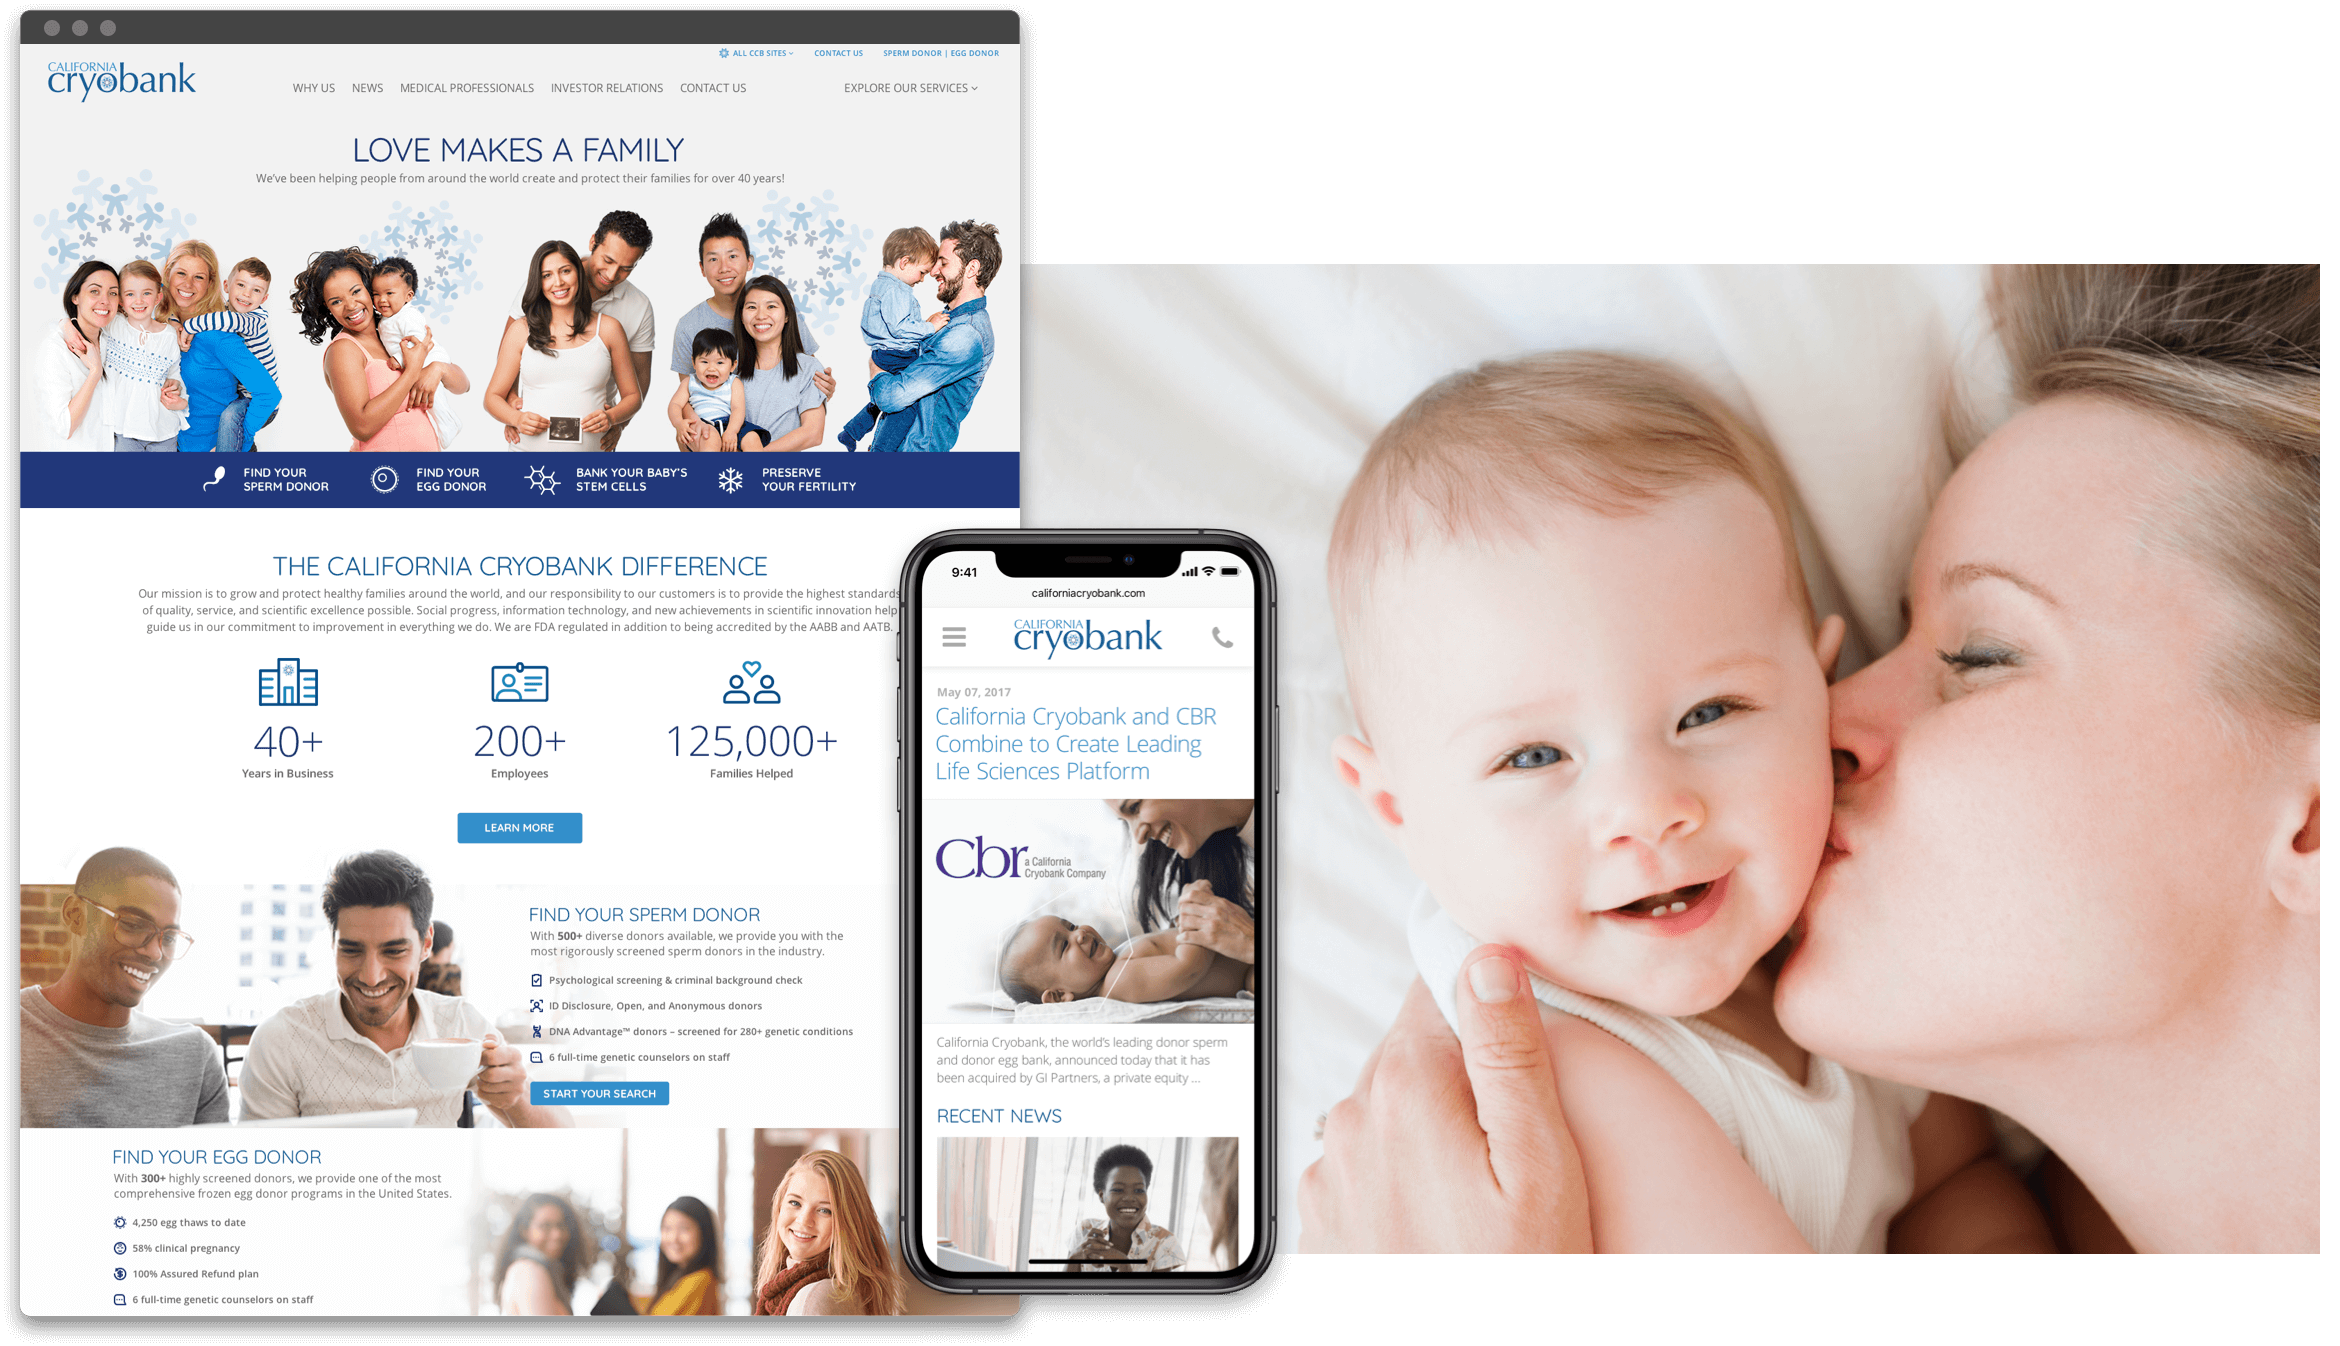 ALL CCB SITES
CONTACT US
SPERM DONOR | EGG DONOR
CALIFORNIA
cryobank
WHY US
NEWS
MEDICAL PROFESSIONALS
INVESTOR RELATIONS
CONTACT US
EXPLORE OUR SERVICES
LOVE MAKES A FAMILY
We've been helping people from around the world create and protect their families for over 40 years!
FIND YOUR
SPERM DONOR
FIND YOUR
EGG DONOR
BANK YOUR BABY'S
STEM CELLS
PRESERVE
YOUR FERTILITY
THE CALIFORNIA CRYOBANK DIFFERENCE
Our mission is to grow and protect healthy families around the world, and our responsibility to our customers is to provide the highest standards
of quality, service, and scientific excellence possible. Social progress, information technology, and new achievements in scientific innovation help
guide us in our commitment to improvement in everything we do. We are FDA regulated in addition to being accredited by the AABB and AATB.
40+
Years in Business
200+
Employees
125,000+
Families Helped
LEARN MORE
FIND YOUR SPERM DONOR
With 500+ diverse donors available, we provide you with the
most rigorously screened sperm donors in the industry.
Psychological screening & criminal background check
ID Disclosure, Open, and Anonymous donors
DNA Advantage™ donors – screened for 280+ genetic conditions
6 full-time genetic counselors on staff
START YOUR SEARCH
FIND YOUR EGG DONOR
With 300+ highly screened donors, we provide one of the most
comprehensive frozen egg donor programs in the United States.
4,250 egg thaws to date
58% clinical pregnancy
100% Assured Refund plan
6 full-time genetic counselors on staff
9:41
californiacryobank.com
CALIFORNIA
cryobank
May 07, 2017
California Cryobank and CBR
Combine to Create Leading
Life Sciences Platform
Cbr
a California
Cryobank Company
California Cryobank, the world's leading donor sperm
and donor egg bank, announced today that it has
been acquired by GI Partners, a private equity ...
RECENT NEWS